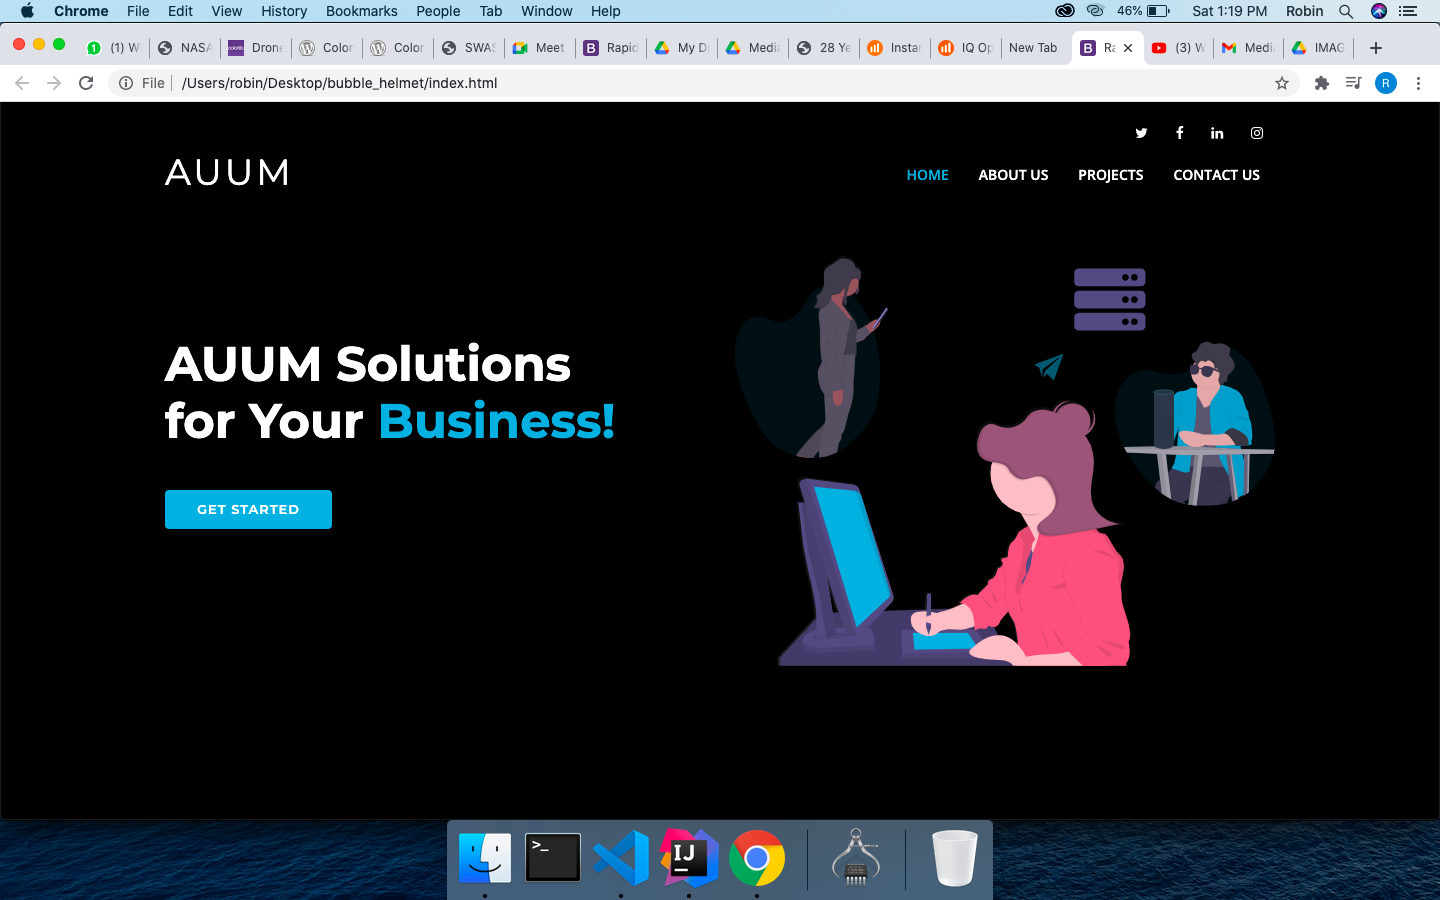 Chrome File Edit View History Bookmarks People Tab Window Help 46% Sat 1:19 PM Robin
1 (1) W NASA Drone Color Color SWAS Meet Rapid My D Media 28 Ye Instar IQ Op New Tab Ra (3) W Media IMAG
File /Users/robin/Desktop/bubble_helmet/index.html R
AUUM
HOME ABOUT US PROJECTS CONTACT US
AUUM Solutions
for Your Business!
GET STARTED
>_
IJ